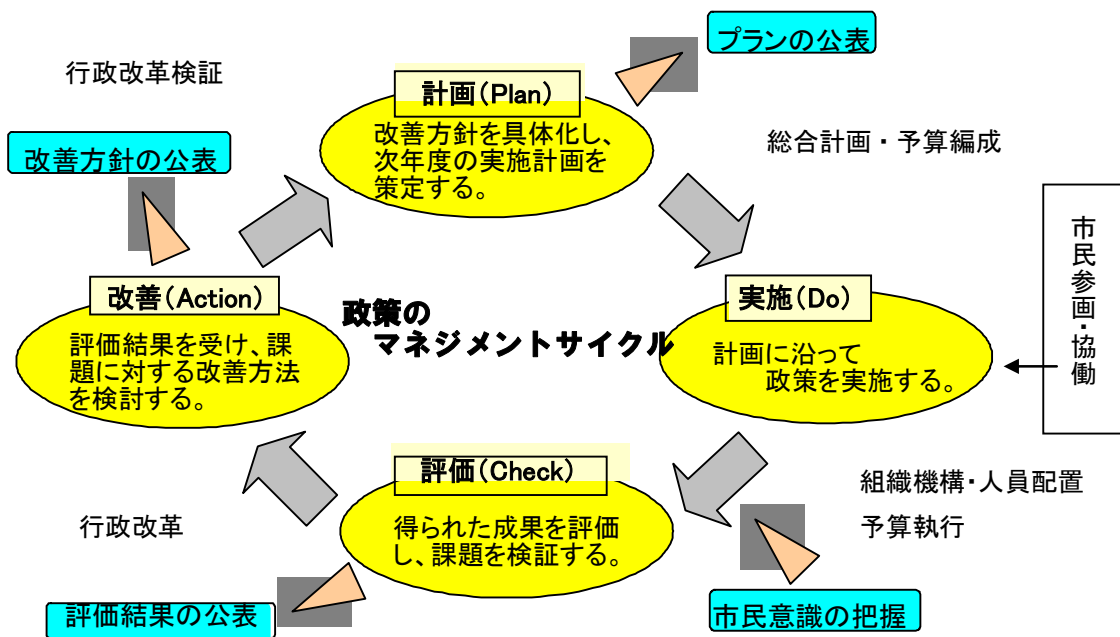 プランの公表
行政改革検証
計画(Plan)
改善方針を具体化し、
次年度の実施計画を
策定する。
総合計画・予算編成
改善方針の公表
市民参画・協働
改善(Action)
評価結果を受け、課
題に対する改善方法
を検討する。
政策の
マネジメントサイクル
実施(Do)
計画に沿って
政策を実施する。
評価(Check)
得られた成果を評価
し、課題を検証する。
組織機構・人員配置
予算執行
行政改革
評価結果の公表
市民意識の把握